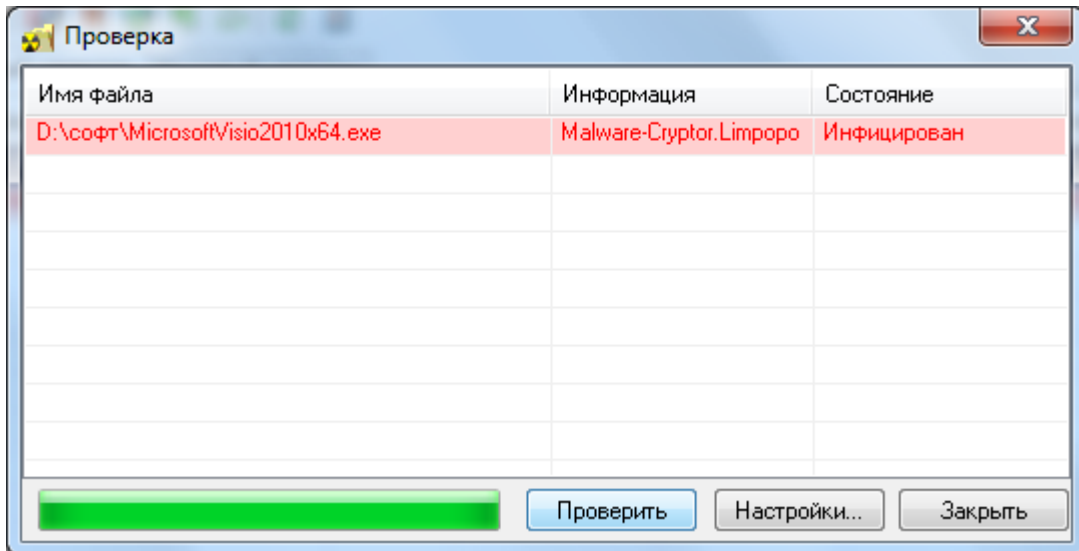 Проверка
Имя файла Информация Состояние
D:\софт\MicrosoftVisio2010x64.exe Malware-Cryptor.Limpopo Инфицирован
Проверить Настройки... Закрыть